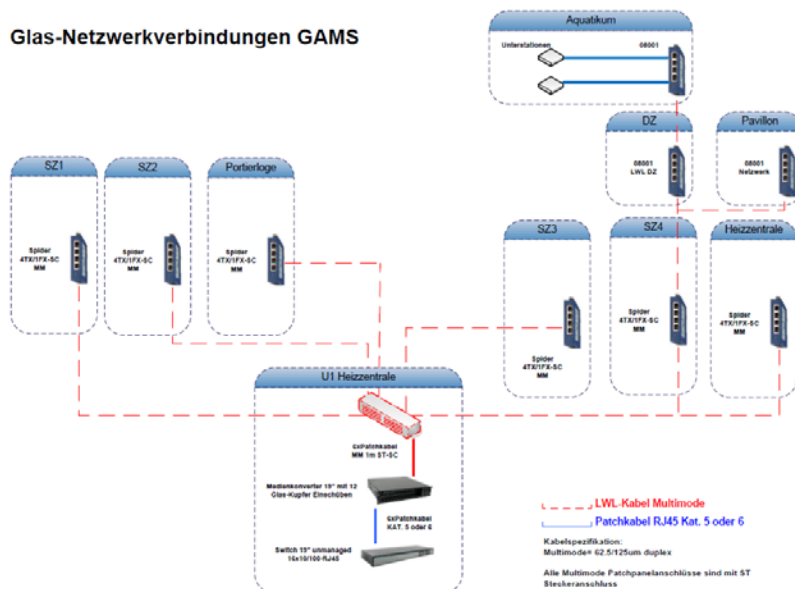 Glas-Netzwerkverbindungen GAMS
Aquatikum
Unterstationen
08001
DZ
08001
LWL DZ
Pavillon
08001
Netzwerk
SZ1
Spider
4TX/1FX-SC
MM
SZ2
Spider
4TX/1FX-SC
MM
Portierloge
Spider
4TX/1FX-SC
MM
SZ3
Spider
4TX/1FX-SC
MM
SZ4
Spider
4TX/1FX-SC
MM
Heizzentrale
Spider
4TX/1FX-SC
MM
U1 Heizzentrale
6xPatchkabel
MM 1m ST-SC
Medienkonverter 19" mit 12
Glas-Kupfer Einschüben
6xPatchkabel
KAT. 5 oder 6
Switch 19" unmanaged
16x10/100 RJ45
LWL-Kabel Multimode
Patchkabel RJ45 Kat. 5 oder 6
Kabelspezifikation:
Multimode= 62.5/125um duplex
Alle Multimode Patchpanelanschlüsse sind mit ST
Steckeranschluss